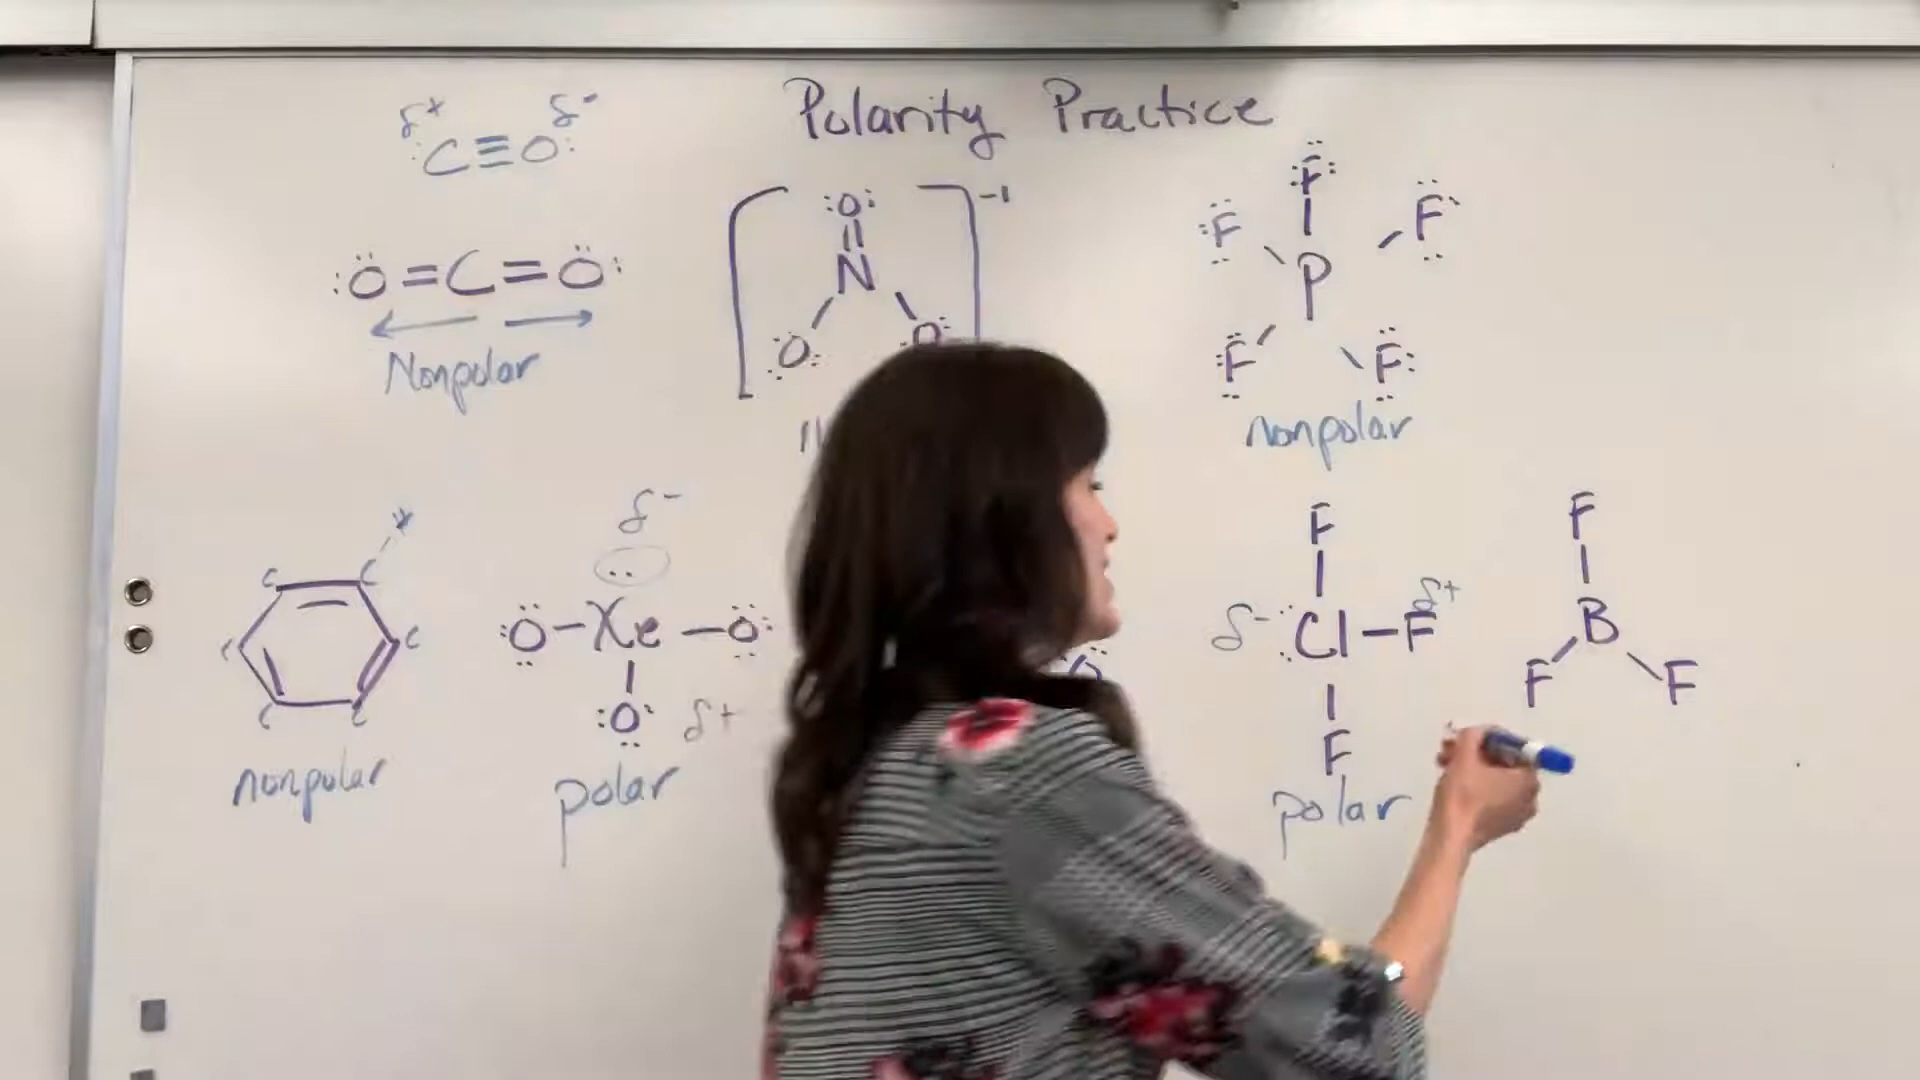 Polarity Practice
δ+ δ-
:C≡O:
:Ö=C=Ö:
Nonpolar
[ ]-1
:O:
N
O O
F
F F
P
F F
nonpolar
*
C C
C C
C C
nonpolar
δ-
Ö-Xe-Ö:
:O: δ+
polar
F
δ- :Cl-F δ+
F
polar
F
B
F F